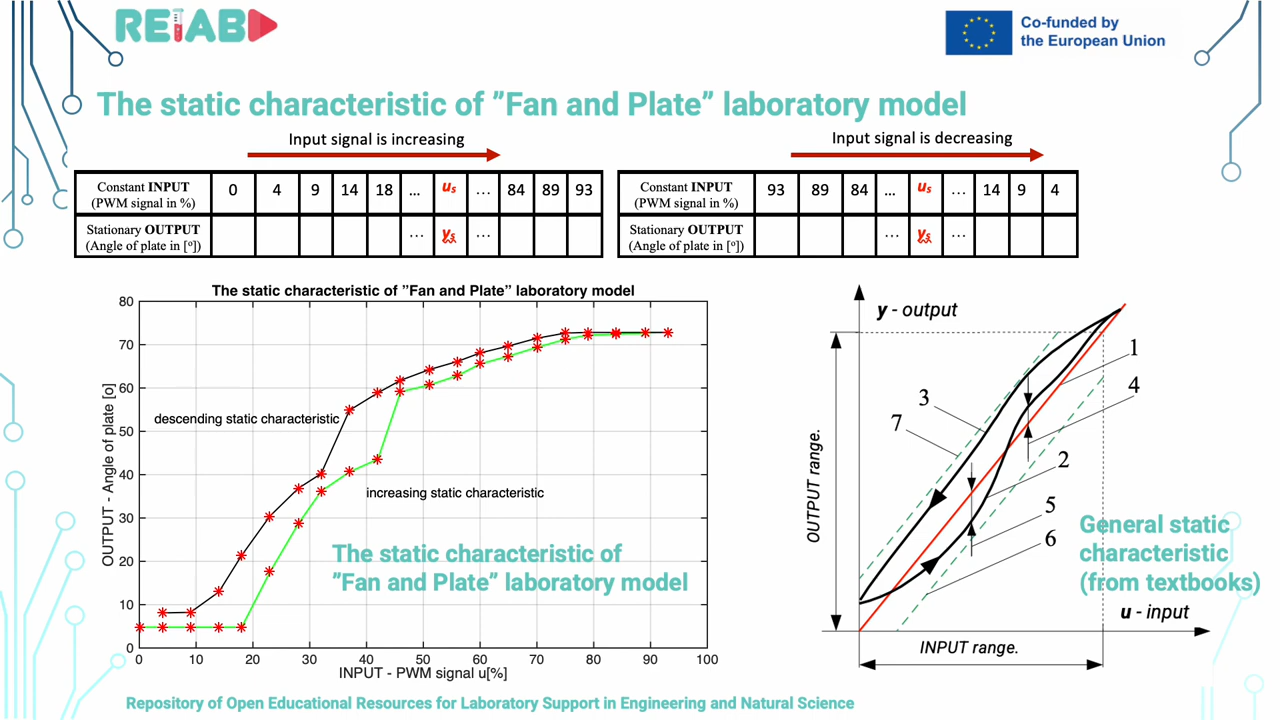 RELAB
Co-funded by
the European Union
The static characteristic of ”Fan and Plate” laboratory model
Input signal is increasing
Constant INPUT (PWM signal in %) 0 4 9 14 18 ... us ... 84 89 93
Stationary OUTPUT (Angle of plate in [o]) ... ys ...
Input signal is decreasing
Constant INPUT (PWM signal in %) 93 89 84 ... us ... 14 9 4
Stationary OUTPUT (Angle of plate in [o]) ... ys ...
The static characteristic of ”Fan and Plate” laboratory model
80
70
60
50
40
30
20
10
0
OUTPUT - Angle of plate [o]
descending static characteristic
increasing static characteristic
The static characteristic of
”Fan and Plate” laboratory model
0 10 20 30 40 50 60 70 80 90 100
INPUT - PWM signal u[%]
y - output
1
4
3
7
2
5
6
OUTPUT range.
General static
characteristic
(from textbooks)
u - input
INPUT range.
Repository of Open Educational Resources for Laboratory Support in Engineering and Natural Science